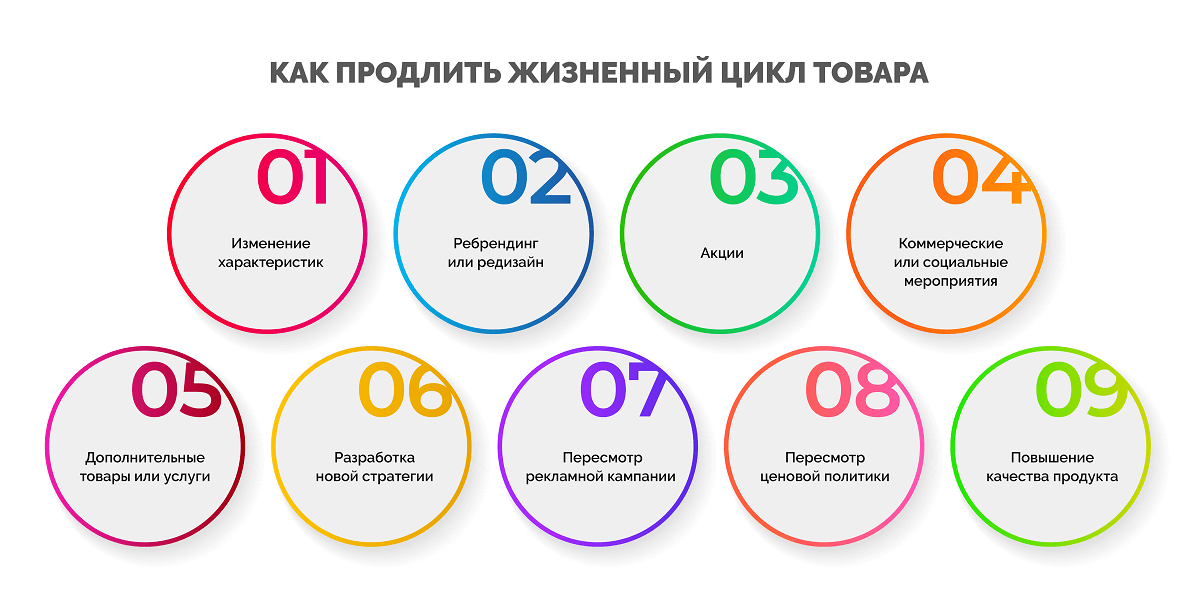 КАК ПРОДЛИТЬ ЖИЗНЕННЫЙ ЦИКЛ ТОВАРА
01
Изменение
характеристик
02
Ребрендинг
или редизайн
03
Акции
04
Коммерческие
или социальные
мероприятия
05
Дополнительные
товары или услуги
06
Разработка
новой стратегии
07
Пересмотр
рекламной кампании
08
Пересмотр
ценовой политики
09
Повышение
качества продукта